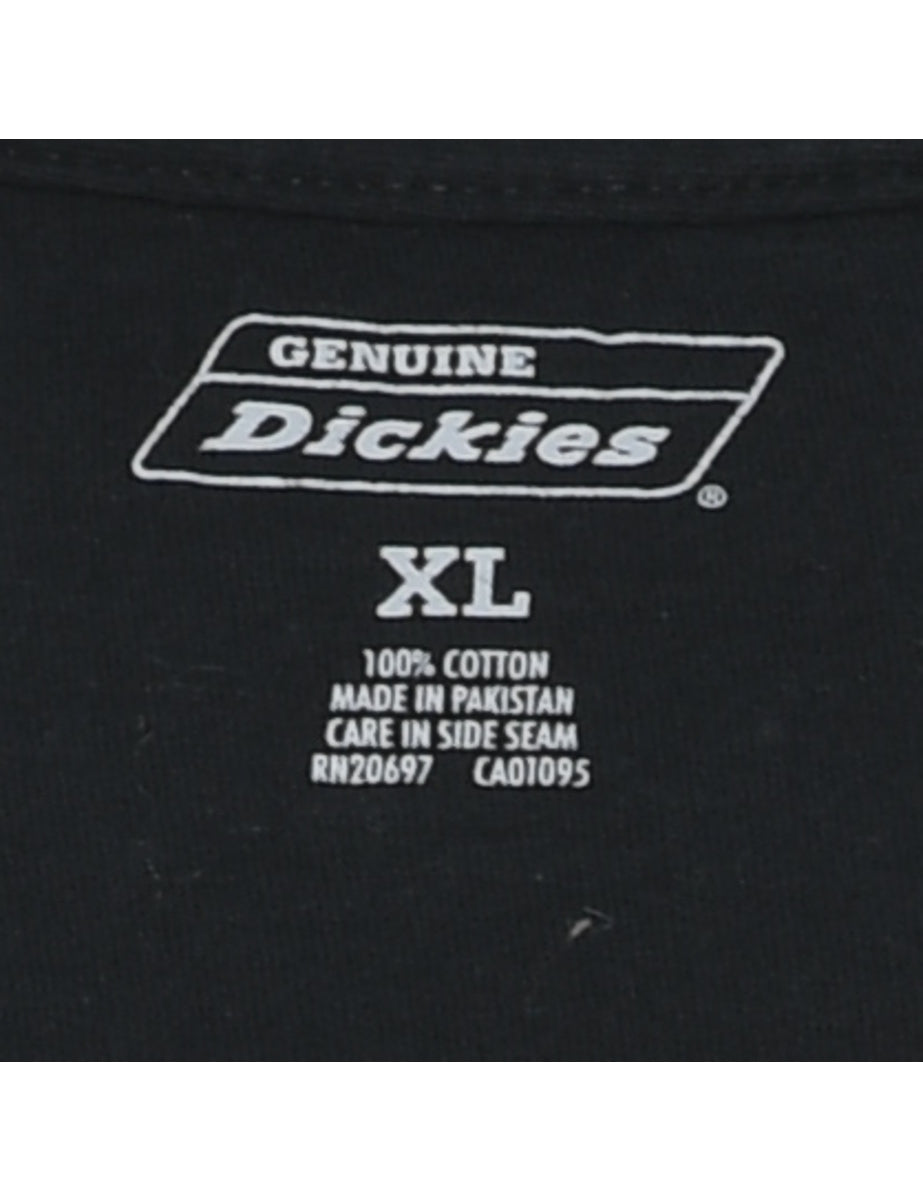 GENUINE
Dickies
®
XL
100% COTTON
MADE IN PAKISTAN
CARE IN SIDE SEAM
RN20697 CA01095